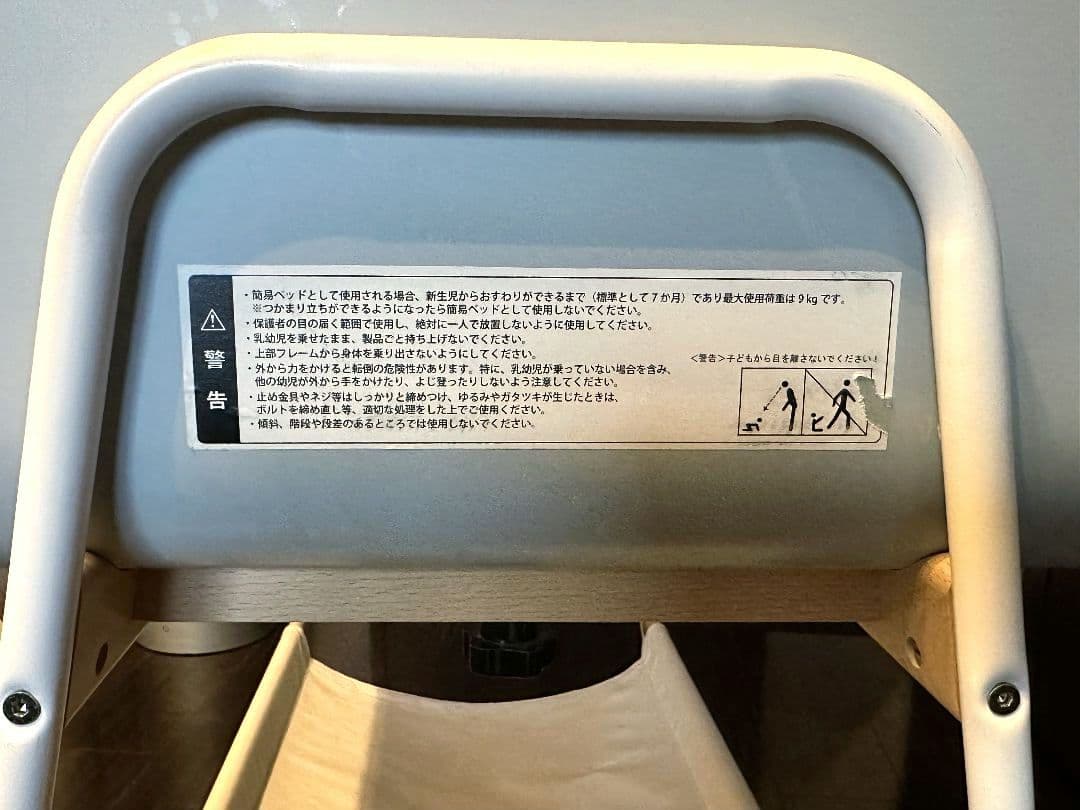 警告
・簡易ベッドとして使用される場合、新生児からおすわりができるまで（標準として7か月）であり最大使用荷重は9kgです。
※つかまり立ちができるようになったら簡易ベッドとして使用しないでください。
・保護者の目の届く範囲で使用し、絶対に一人で放置しないように使用してください。
・乳幼児を乗せたまま、製品ごと持ち上げないでください。
・上部フレームから身体を乗り出さないようにしてください。
・外から力をかけると転倒の危険性があります。特に、乳幼児が乗っていない場合を含み、
他の幼児が外から手をかけたり、よじ登ったりしないよう注意してください。
・止め金具やネジ等はしっかりと締めつけ、ゆるみやガタツキが生じたときは、
ボルトを締め直し等、適切な処理をした上でご使用ください。
・傾斜、階段や段差のあるところでは使用しないでください。
＜警告＞子どもから目を離さないでください！